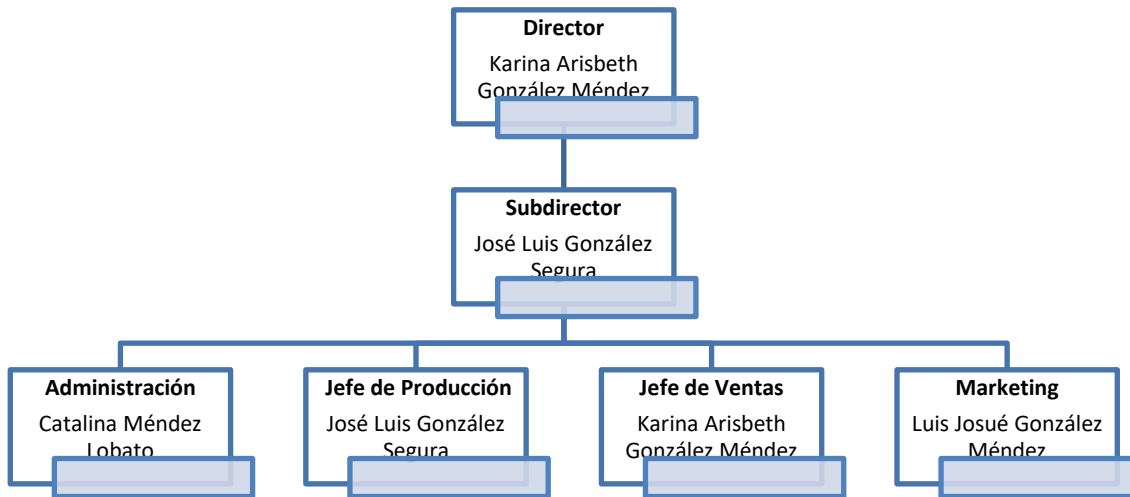 Director
Karina Arisbeth
González Méndez
Subdirector
José Luis González
Segura
Administración
Catalina Méndez
Lobato
Jefe de Producción
José Luis González
Segura
Jefe de Ventas
Karina Arisbeth
González Méndez
Marketing
Luis Josué González
Méndez